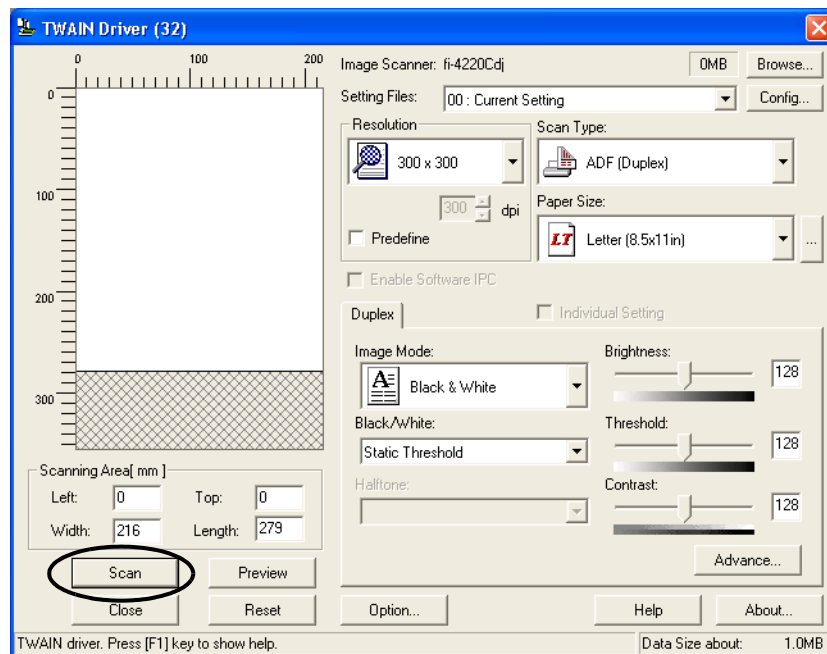 TWAIN Driver (32)
0 100 200
0
100
200
300
Image Scanner: fi-4220Cdj 0MB Browse...
Setting Files: 00 : Current Setting Config...
Resolution
300 x 300
300 dpi
Predefine
Scan Type:
ADF (Duplex)
Paper Size:
LT Letter (8.5x11in) ...
Enable Software IPC
Duplex
Individual Setting
Image Mode:
A Black & White
Black/White:
Static Threshold
Halftone:
Brightness:
128
Threshold:
128
Contrast:
128
Advance...
Scanning Area[ mm ]
Left: 0 Top: 0
Width: 216 Length: 279
Scan Preview
Close Reset
Option... Help About...
TWAIN driver. Press [F1] key to show help. Data Size about: 1.0MB